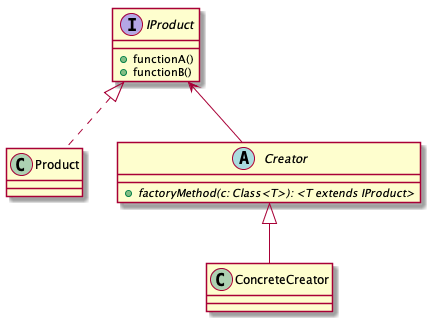 I IProduct
functionA()
functionB()
C Product
A Creator
factoryMethod(c: Class<T>): <T extends IProduct>
C ConcreteCreator